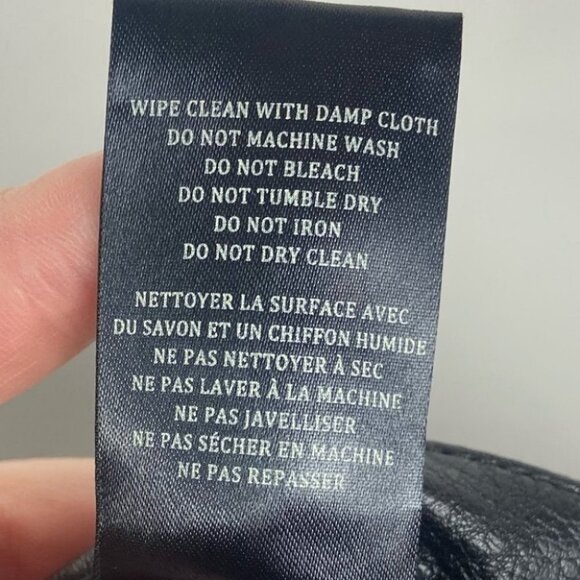 WIPE CLEAN WITH DAMP CLOTH
DO NOT MACHINE WASH
DO NOT BLEACH
DO NOT TUMBLE DRY
DO NOT IRON
DO NOT DRY CLEAN
NETTOYER LA SURFACE AVEC
DU SAVON ET UN CHIFFON HUMIDE
NE PAS NETTOYER À SEC
NE PAS LAVER À LA MACHINE
NE PAS JAVELLISER
NE PAS SÉCHER EN MACHINE
NE PAS REPASSER